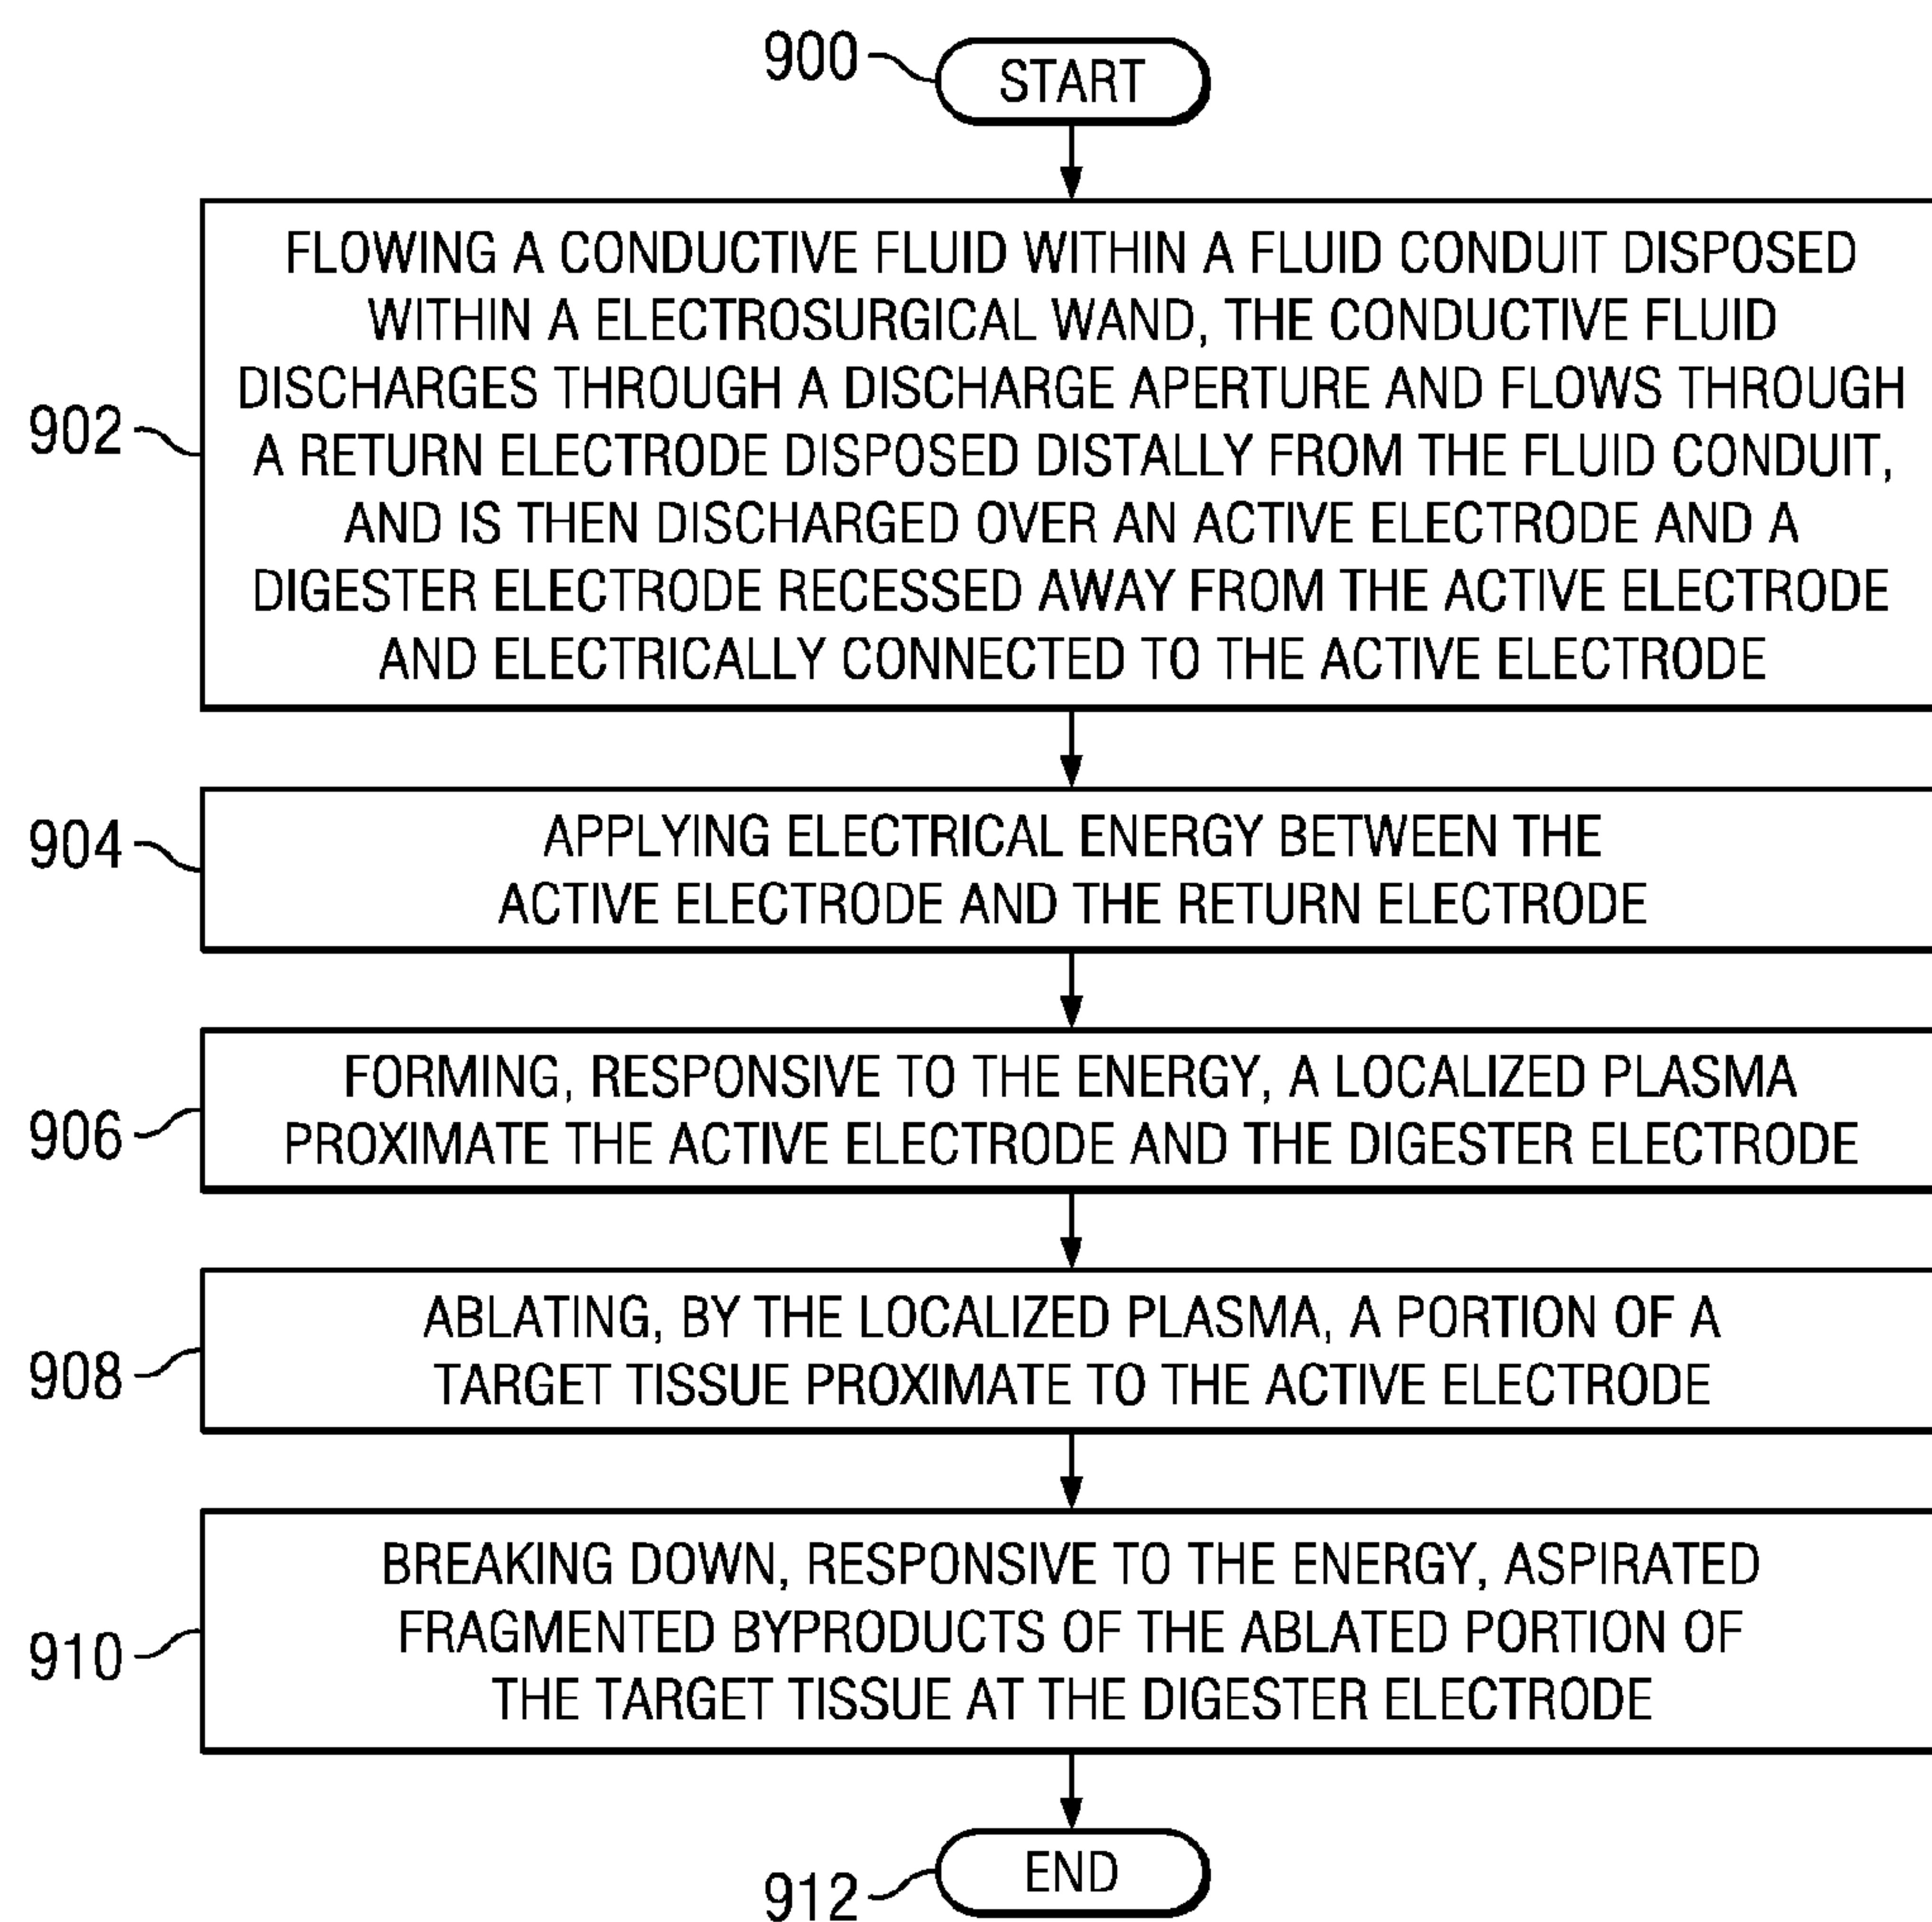 900
START
902
FLOWING A CONDUCTIVE FLUID WITHIN A FLUID CONDUIT DISPOSED
WITHIN A ELECTROSURGICAL WAND, THE CONDUCTIVE FLUID
DISCHARGES THROUGH A DISCHARGE APERTURE AND FLOWS THROUGH
A RETURN ELECTRODE DISPOSED DISTALLY FROM THE FLUID CONDUIT,
AND IS THEN DISCHARGED OVER AN ACTIVE ELECTRODE AND A
DIGESTER ELECTRODE RECESSED AWAY FROM THE ACTIVE ELECTRODE
AND ELECTRICALLY CONNECTED TO THE ACTIVE ELECTRODE
904
APPLYING ELECTRICAL ENERGY BETWEEN THE
ACTIVE ELECTRODE AND THE RETURN ELECTRODE
906
FORMING, RESPONSIVE TO THE ENERGY, A LOCALIZED PLASMA
PROXIMATE THE ACTIVE ELECTRODE AND THE DIGESTER ELECTRODE
908
ABLATING, BY THE LOCALIZED PLASMA, A PORTION OF A
TARGET TISSUE PROXIMATE TO THE ACTIVE ELECTRODE
910
BREAKING DOWN, RESPONSIVE TO THE ENERGY, ASPIRATED
FRAGMENTED BYPRODUCTS OF THE ABLATED PORTION OF
THE TARGET TISSUE AT THE DIGESTER ELECTRODE
912
END